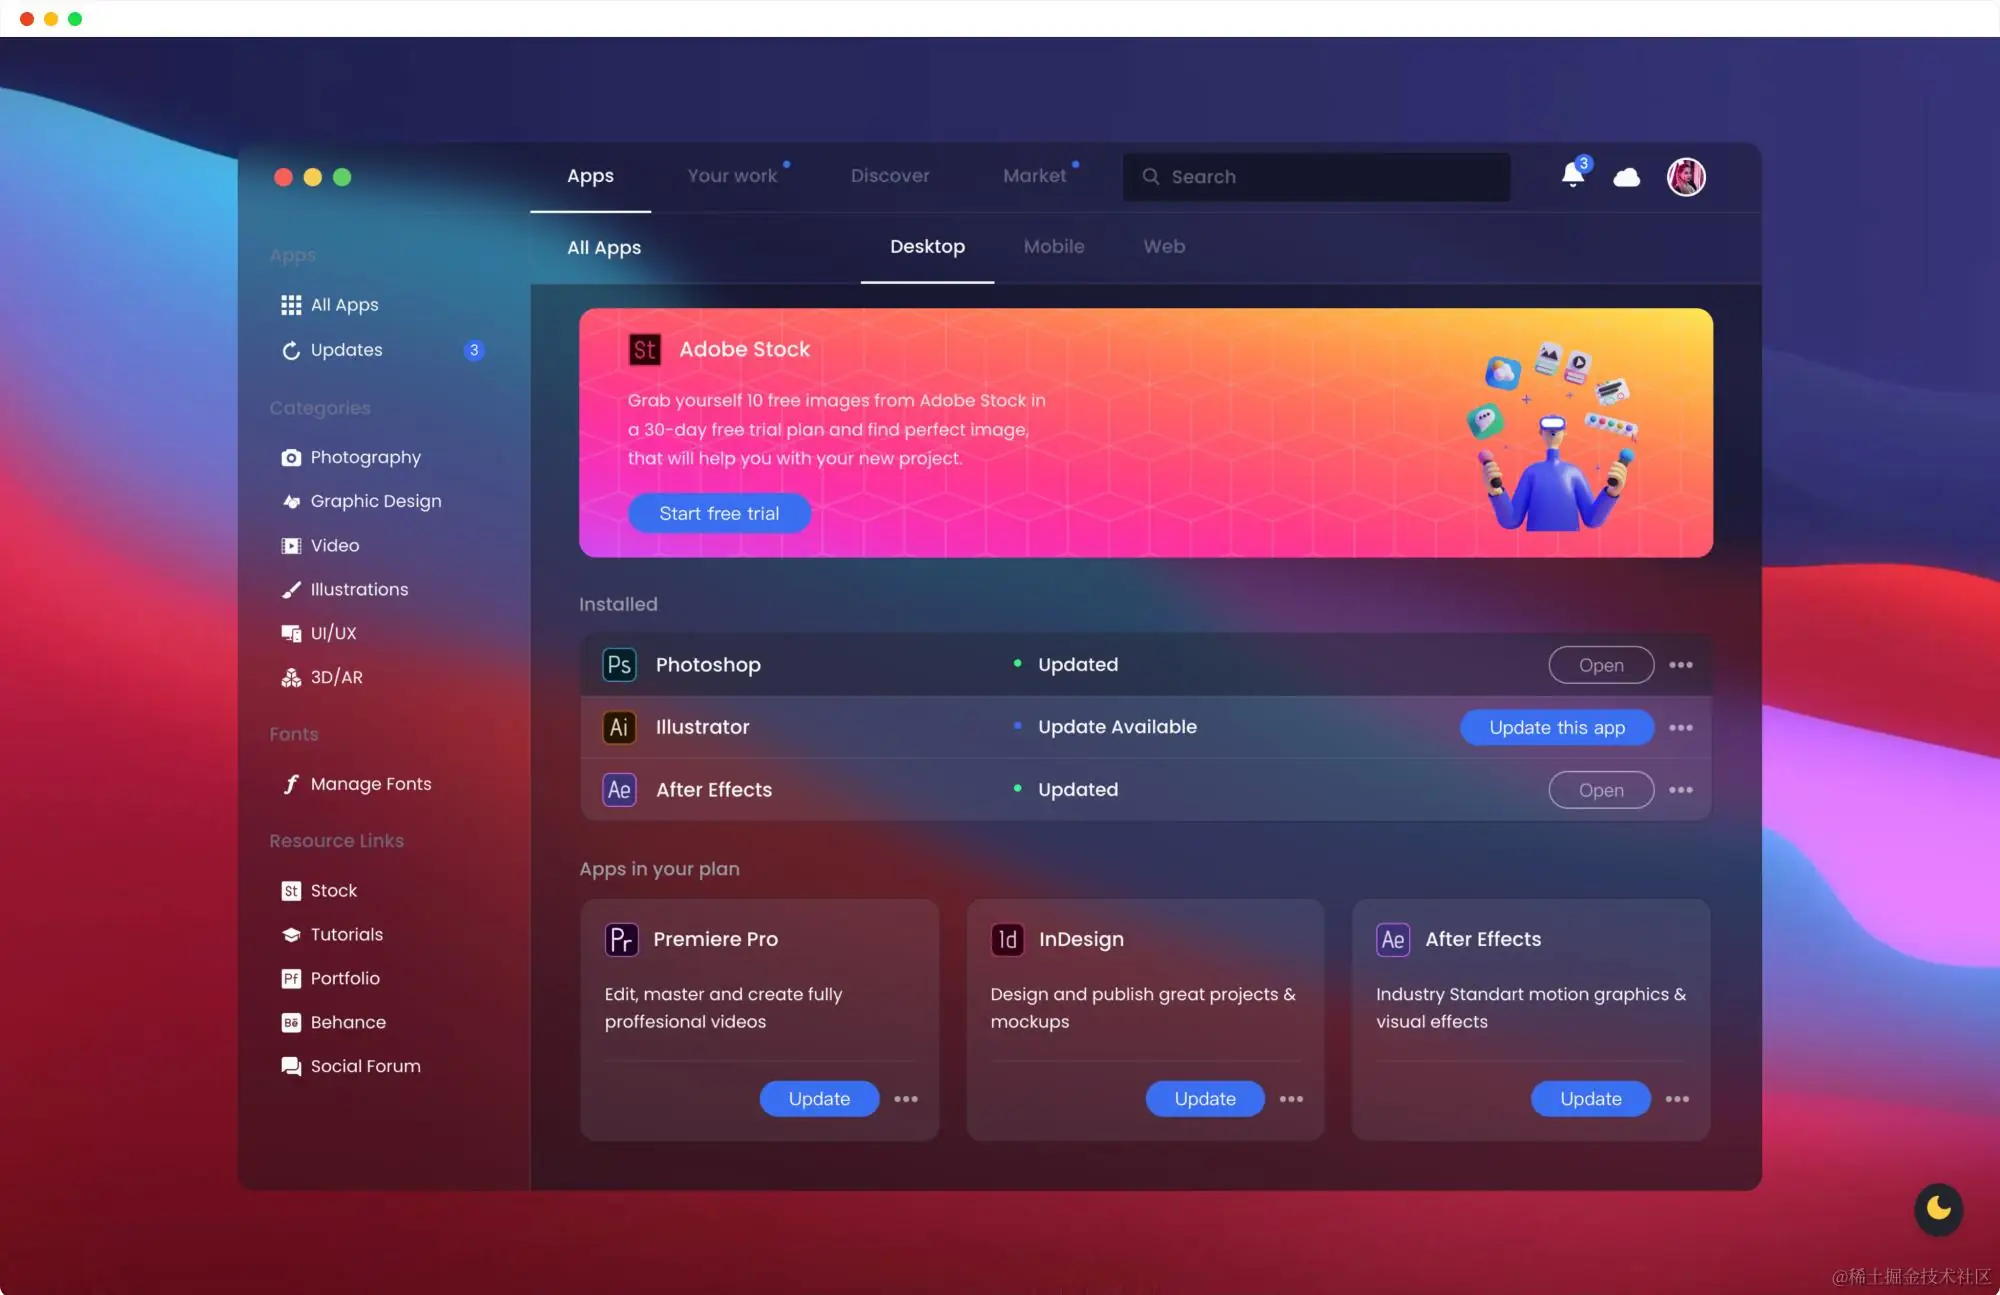 Apps
Your work
Discover
Market
Search
3
All Apps
Desktop
Mobile
Web
Apps
All Apps
Updates
3
Categories
Photography
Graphic Design
Video
Illustrations
UI/UX
3D/AR
Fonts
Manage Fonts
Resource Links
St Stock
Tutorials
Pf Portfolio
Bē Behance
Social Forum
St Adobe Stock
Grab yourself 10 free images from Adobe Stock in
a 30-day free trial plan and find perfect image,
that will help you with your new project.
Start free trial
Installed
Ps Photoshop Updated Open
Ai Illustrator Update Available Update this app
Ae After Effects Updated Open
Apps in your plan
Pr Premiere Pro
Edit, master and create fully
proffesional videos
Update
Id InDesign
Design and publish great projects &
mockups
Update
Ae After Effects
Industry Standart motion graphics &
visual effects
Update
@稀土掘金技术社区